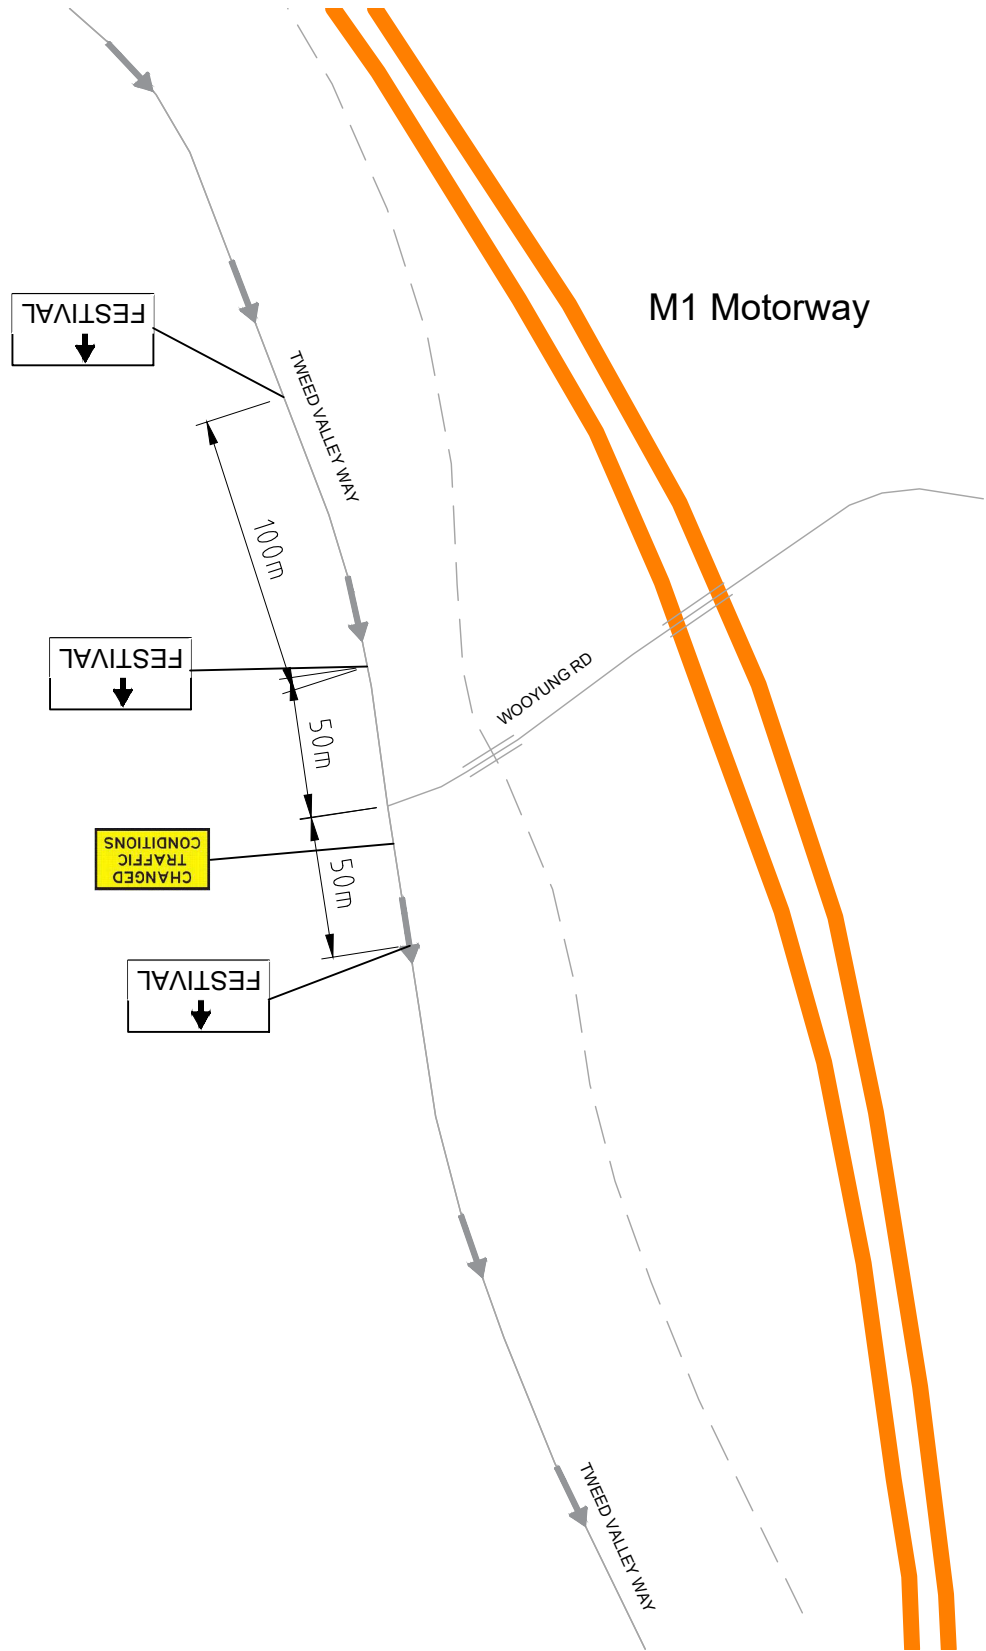 M1 Motorway
FESTIVAL
TWEED VALLEY WAY
100m
FESTIVAL
WOOYUNG RD
50m
CHANGED
TRAFFIC
CONDITIONS
50m
FESTIVAL
TWEED VALLEY WAY